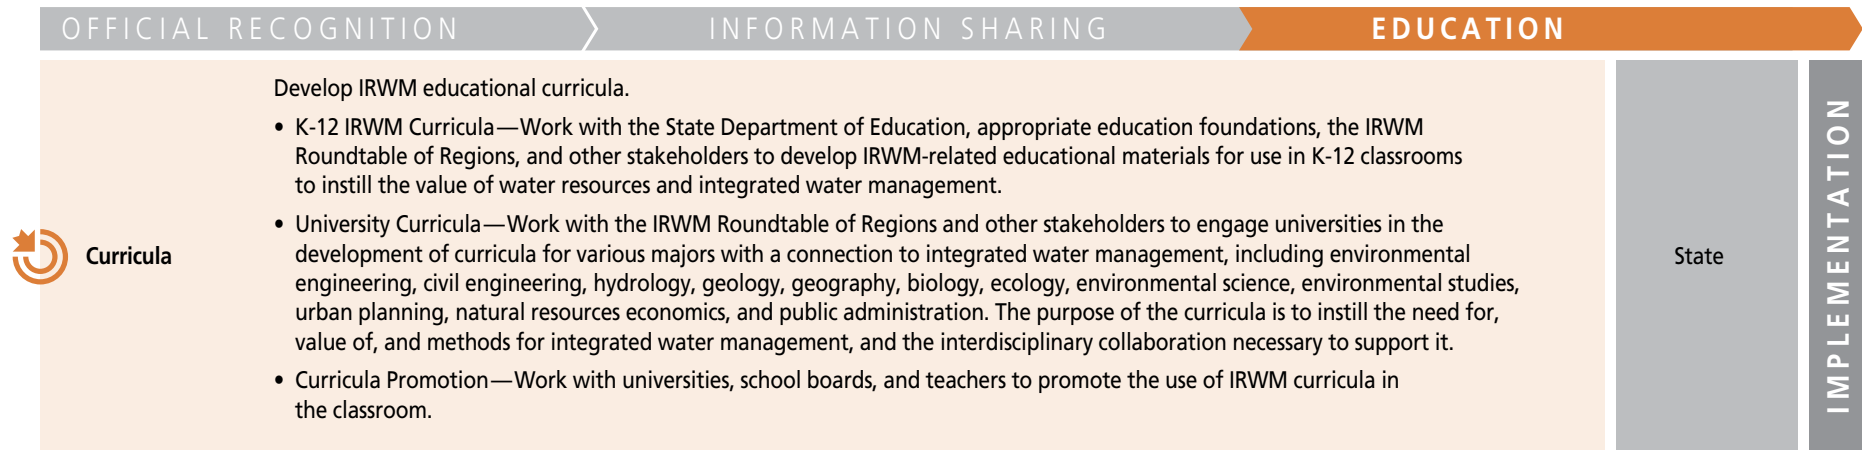 OFFICIAL RECOGNITION
INFORMATION SHARING
EDUCATION
Curricula
Develop IRWM educational curricula.
• K-12 IRWM Curricula—Work with the State Department of Education, appropriate education foundations, the IRWM
Roundtable of Regions, and other stakeholders to develop IRWM-related educational materials for use in K-12 classrooms
to instill the value of water resources and integrated water management.
• University Curricula—Work with the IRWM Roundtable of Regions and other stakeholders to engage universities in the
development of curricula for various majors with a connection to integrated water management, including environmental
engineering, civil engineering, hydrology, geology, geography, biology, ecology, environmental science, environmental studies,
urban planning, natural resources economics, and public administration. The purpose of the curricula is to instill the need for,
value of, and methods for integrated water management, and the interdisciplinary collaboration necessary to support it.
• Curricula Promotion—Work with universities, school boards, and teachers to promote the use of IRWM curricula in
the classroom.
State
IMPLEMENTATION